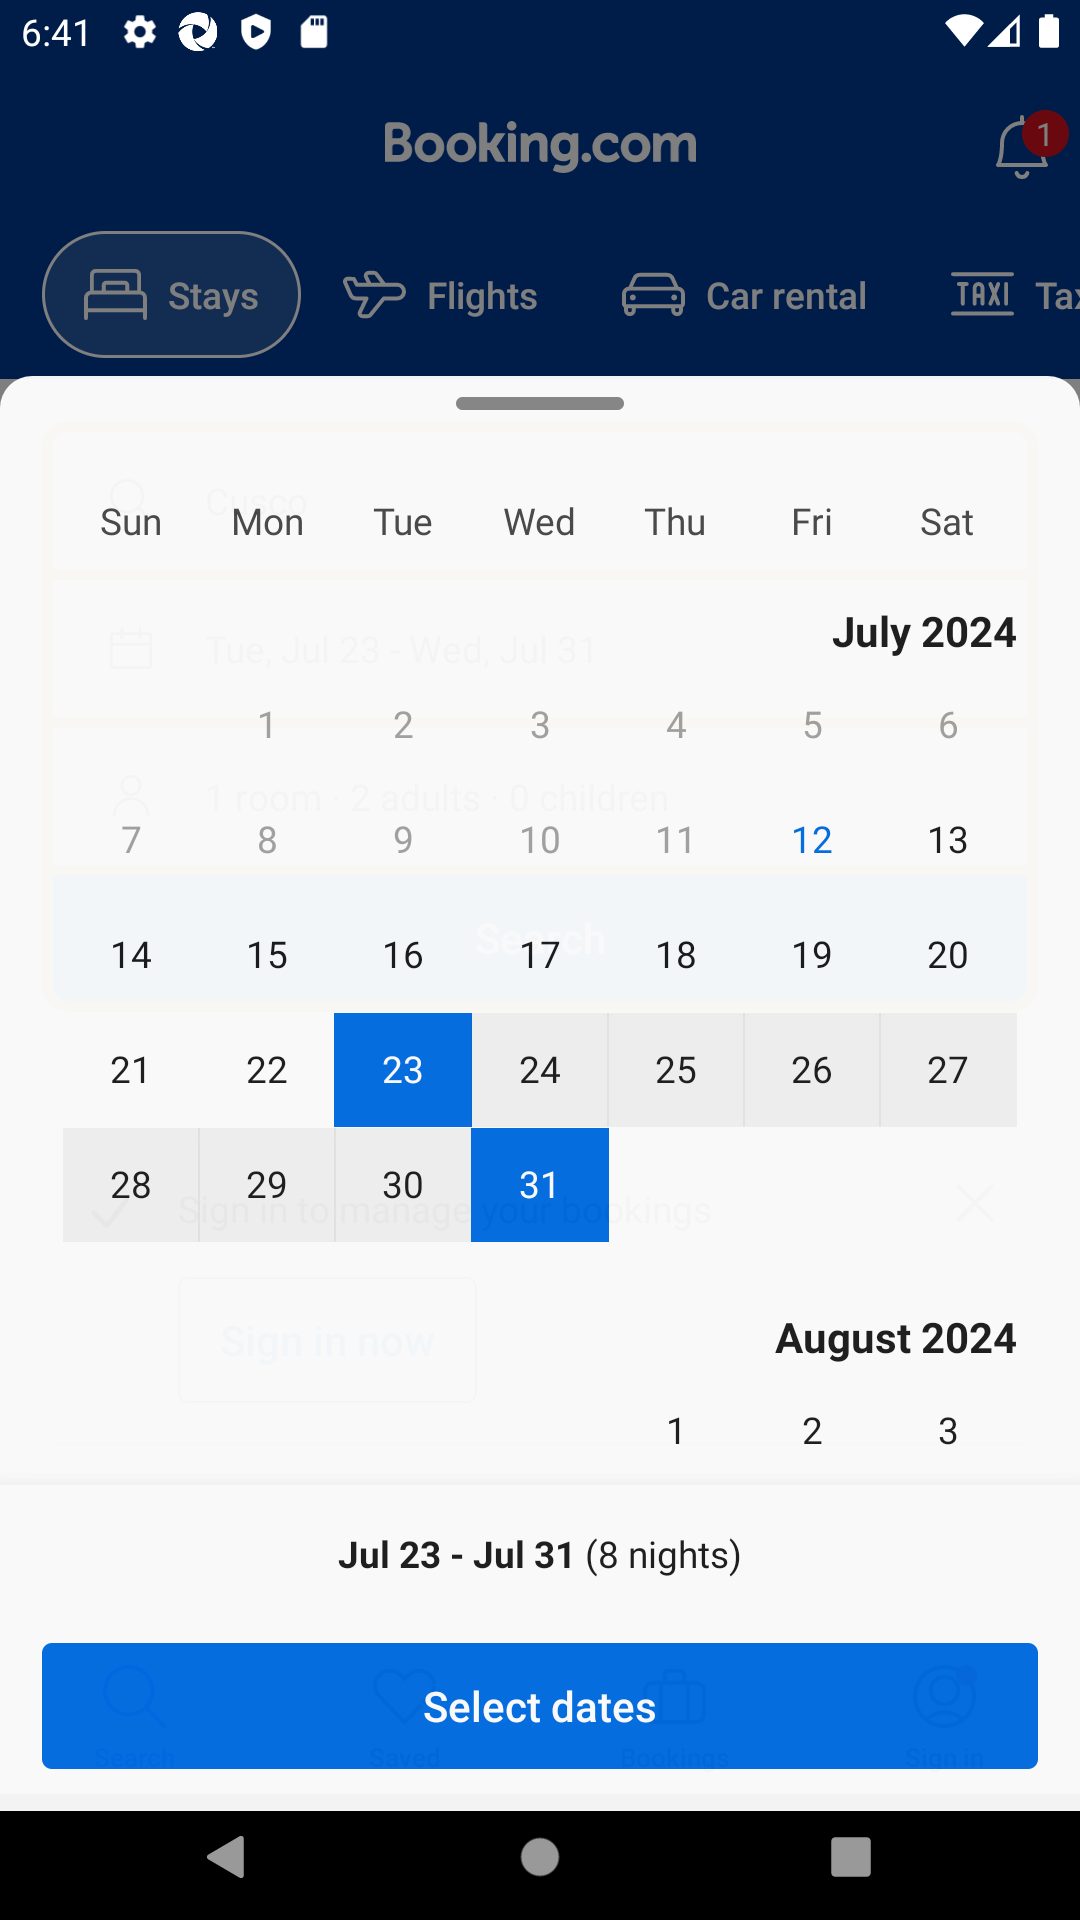 6:41
Booking.com
1
Stays Flights Car rental TAXI Tax
Cusco
Sun Mon Tue Wed Thu Fri Sat
July 2024
Tue, Jul 23 - Wed, Jul 31
1 2 3 4 5 6
1 room · 2 adults · 0 children
7 8 9 10 11 12 13
Search
14 15 16 17 18 19 20
21 22 23 24 25 26 27
28 29 30 31
Sign in to manage your bookings
Sign in now
August 2024
1 2 3
Jul 23 - Jul 31 (8 nights)
Select dates
Search Saved Bookings Sign in